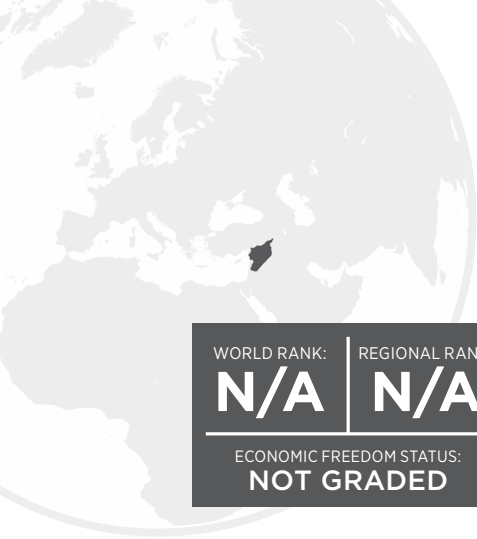 WORLD RANK:
N/A
REGIONAL RAN
N/A
ECONOMIC FREEDOM STATUS:
NOT GRADED